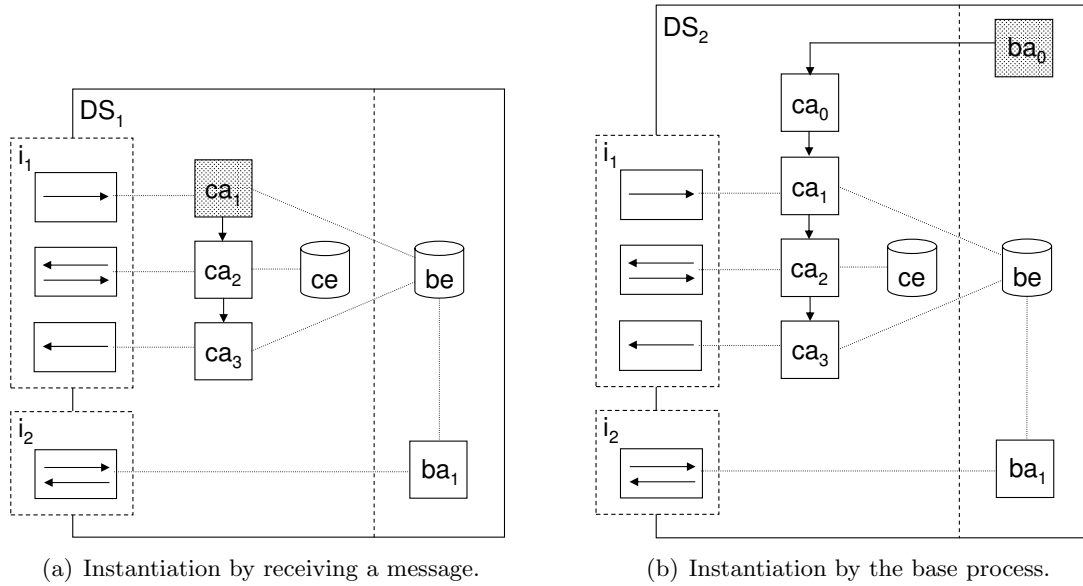 DS₁
i₁
ca₁
ca₂
ce
be
ca₃
i₂
ba₁
(a) Instantiation by receiving a message.
DS₂
ba₀
ca₀
i₁
ca₁
ca₂
ce
be
ca₃
i₂
ba₁
(b) Instantiation by the base process.